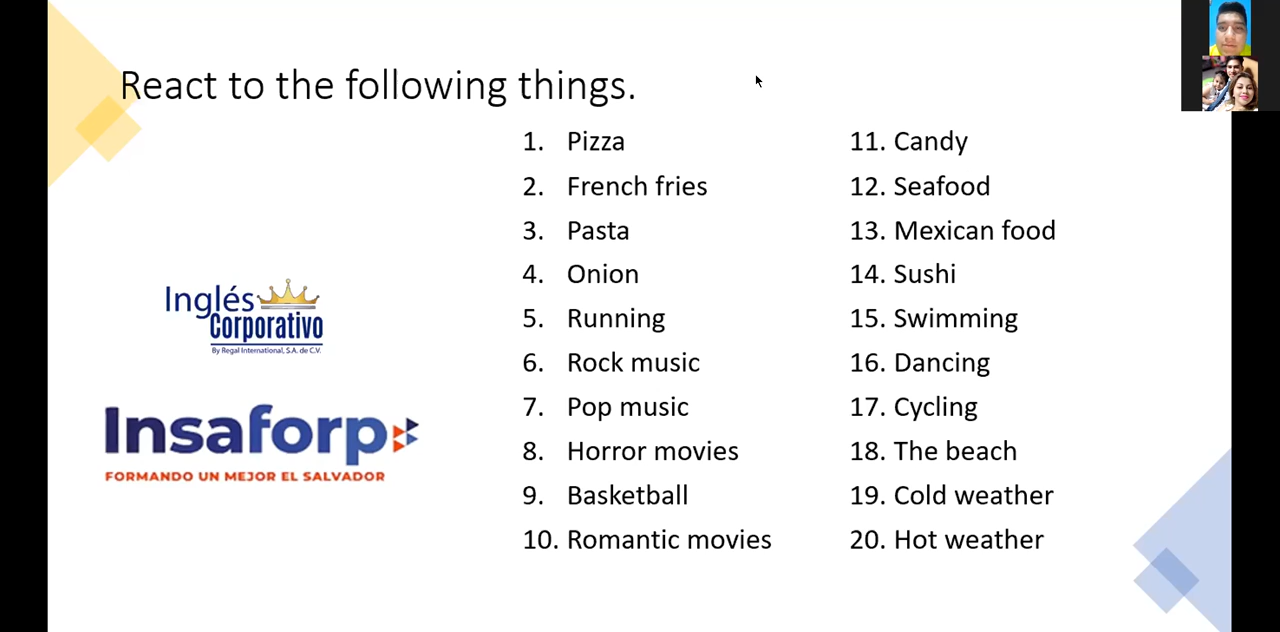 React to the following things.
1. Pizza
2. French fries
3. Pasta
4. Onion
5. Running
6. Rock music
7. Pop music
8. Horror movies
9. Basketball
10. Romantic movies
11. Candy
12. Seafood
13. Mexican food
14. Sushi
15. Swimming
16. Dancing
17. Cycling
18. The beach
19. Cold weather
20. Hot weather
Inglés
Corporativo
By Regal International, S.A. de C.V.
Insaforp
FORMANDO UN MEJOR EL SALVADOR